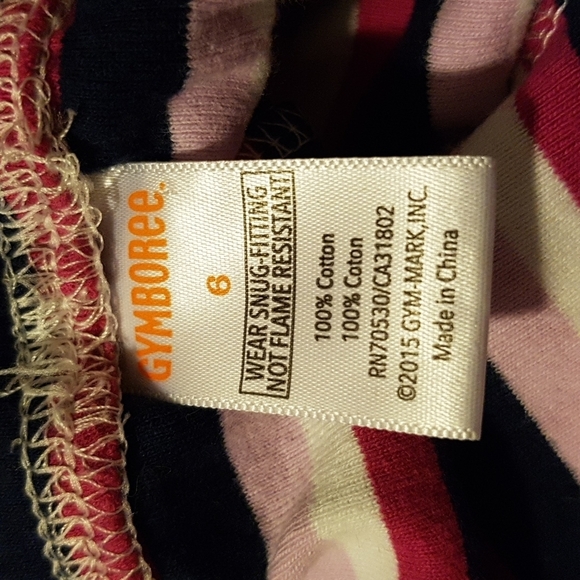 GYMBOREE™
6
WEAR SNUG-FITTING
NOT FLAME RESISTANT
100% Cotton
100% Coton
RN70530/CA31802
©2015 GYM-MARK,INC.
Made in China